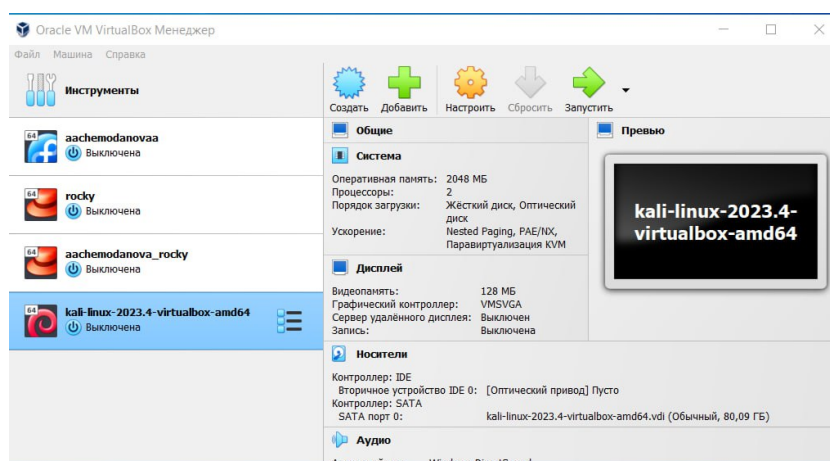 Oracle VM VirtualBox Менеджер
Файл Машина Справка
Инструменты
Создать Добавить Настроить Сбросить Запустить
64
aachemodanovaa
Выключена
64
rocky
Выключена
64
aachemodanova_rocky
Выключена
64
kali-linux-2023.4-virtualbox-amd64
Выключена
Общие
Система
Оперативная память: 2048 МБ
Процессоры: 2
Порядок загрузки: Жёсткий диск, Оптический
диск
Ускорение: Nested Paging, PAE/NX,
Паравиртуализация KVM
Дисплей
Видеопамять: 128 МБ
Графический контроллер: VMSVGA
Сервер удалённого дисплея: Выключен
Запись: Выключена
Превью
kali-linux-2023.4-
virtualbox-amd64
Носители
Контроллер: IDE
Вторичное устройство IDE 0: [Оптический привод] Пусто
Контроллер: SATA
SATA порт 0: kali-linux-2023.4-virtualbox-amd64.vdi (Обычный, 80,09 ГБ)
Аудио